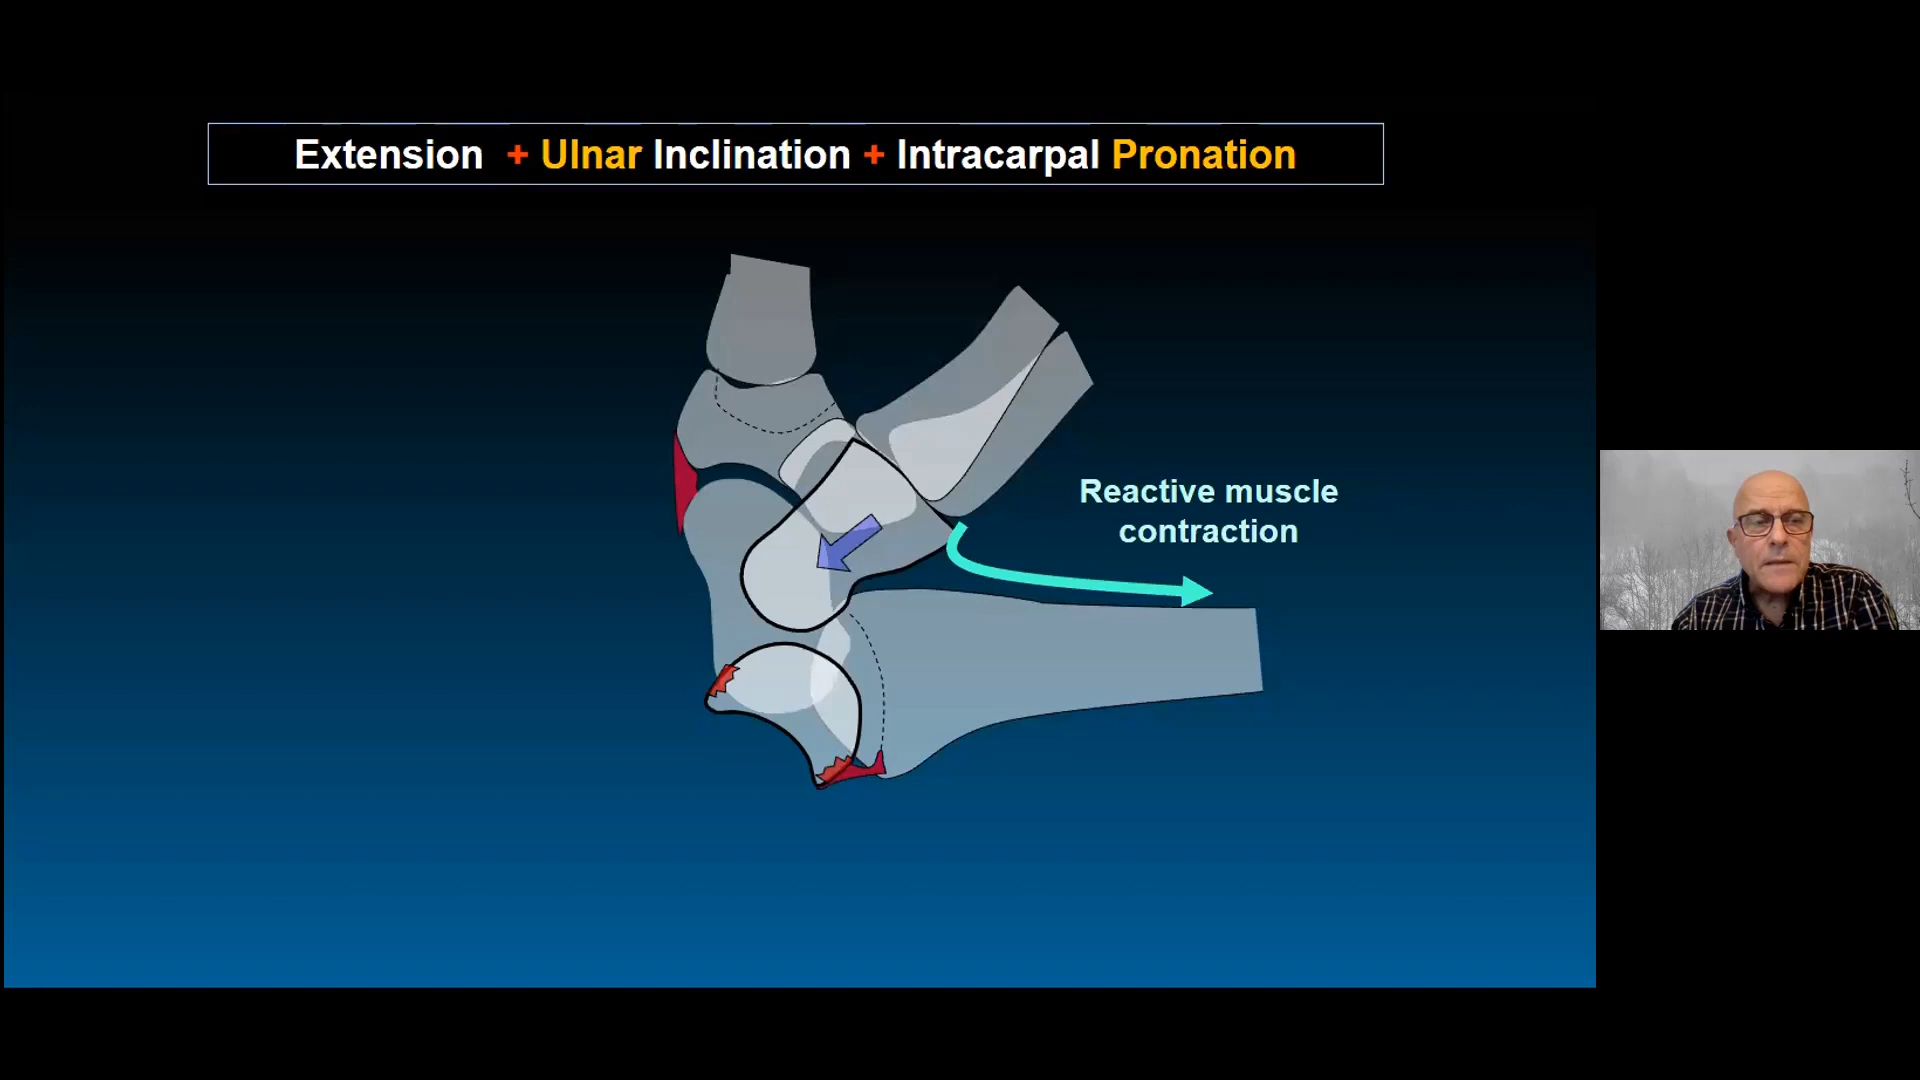 Extension + Ulnar Inclination + Intracarpal Pronation
Reactive muscle
contraction